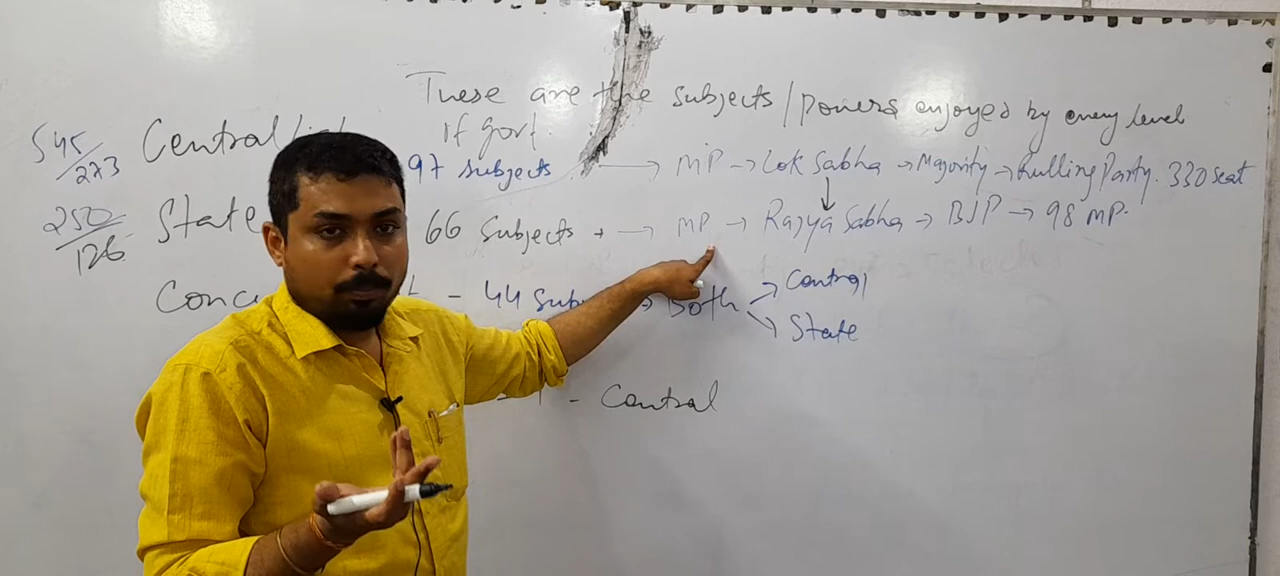 These are the subjects / powers enjoyed by every level
If govt.
545/273 Central 97 subjects → MP → Lok Sabha → Majority → Rulling Party. 330 seat
↓
250/126 State 66 Subjects → MP → Rajya Sabha → BJP → 98 MP.
Conc - 44 Sub → Both → Central
→ State
- Central